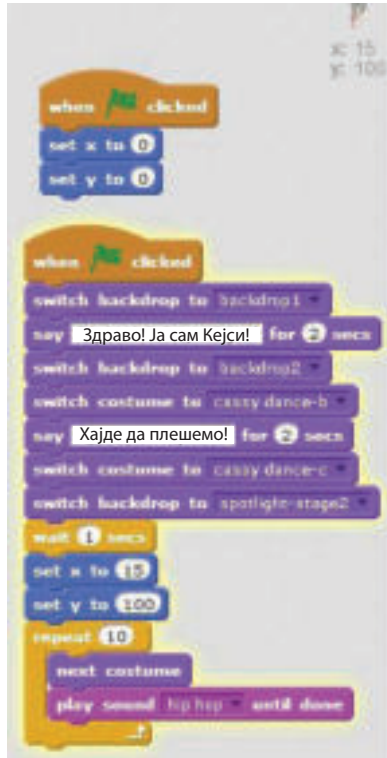 x: 15
y: 100
when clicked
set x to 0
set y to 0
when clicked
switch backdrop to backdrop1
say Здраво! Ја сам Кејси! for 2 secs
switch backdrop to backdrop2
switch costume to cassy dance-b
say Хајде да плешемо! for 2 secs
switch costume to cassy dance-c
switch backdrop to spotlight-stage2
wait 1 secs
set x to 15
set y to 100
repeat 10
next costume
play sound hip hop until done